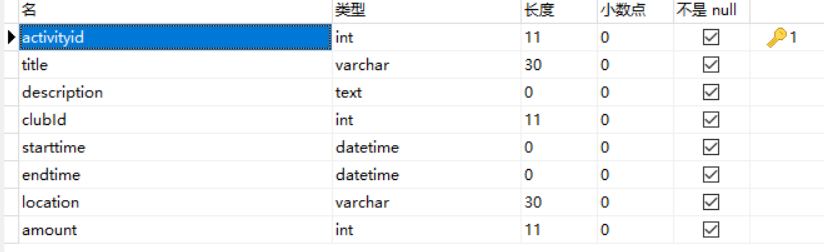 名 类型 长度 小数点 不是 null
activityid int 11 0 1
title varchar 30 0
description text 0 0
clubId int 11 0
starttime datetime 0 0
endtime datetime 0 0
location varchar 30 0
amount int 11 0